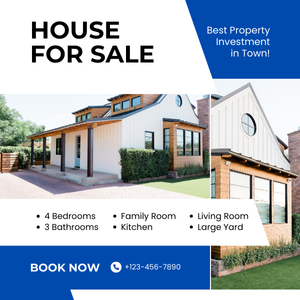 HOUSE
FOR SALE
Best Property
Investment
in Town!
• 4 Bedrooms
• 3 Bathrooms
• Family Room
• Kitchen
• Living Room
• Large Yard
BOOK NOW
+123-456-7890